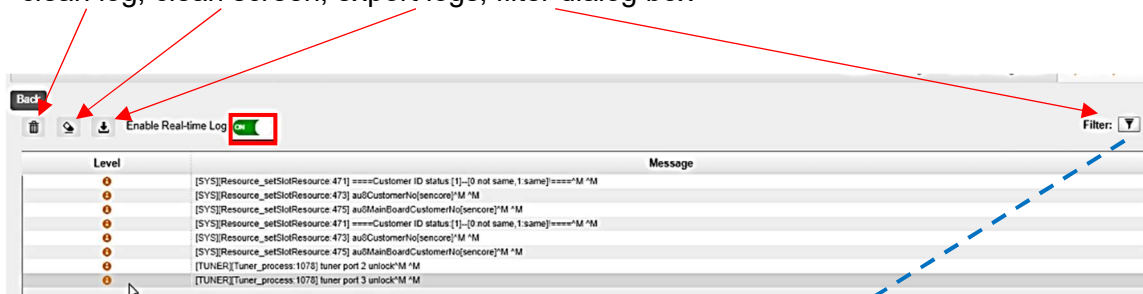 clean log, clean screen, export logs, filter dialog box
Back
Enable Real-time Log ON
Filter:
Level Message
[SYS][Resource_setSlotResource:471] ====Customer ID status:[1]--[0:not same,1:same]!====^M ^M
[SYS][Resource_setSlotResource:473] au8CustomerNo[sencore]^M ^M
[SYS][Resource_setSlotResource:475] au8MainBoardCustomerNo[sencore]^M ^M
[SYS][Resource_setSlotResource:471] ====Customer ID status:[1]--[0:not same,1:same]!====^M ^M
[SYS][Resource_setSlotResource:473] au8CustomerNo[sencore]^M ^M
[SYS][Resource_setSlotResource:475] au8MainBoardCustomerNo[sencore]^M ^M
[TUNER][Tuner_process:1078] tuner port 2 unlock^M ^M
[TUNER][Tuner_process:1078] tuner port 3 unlock^M ^M